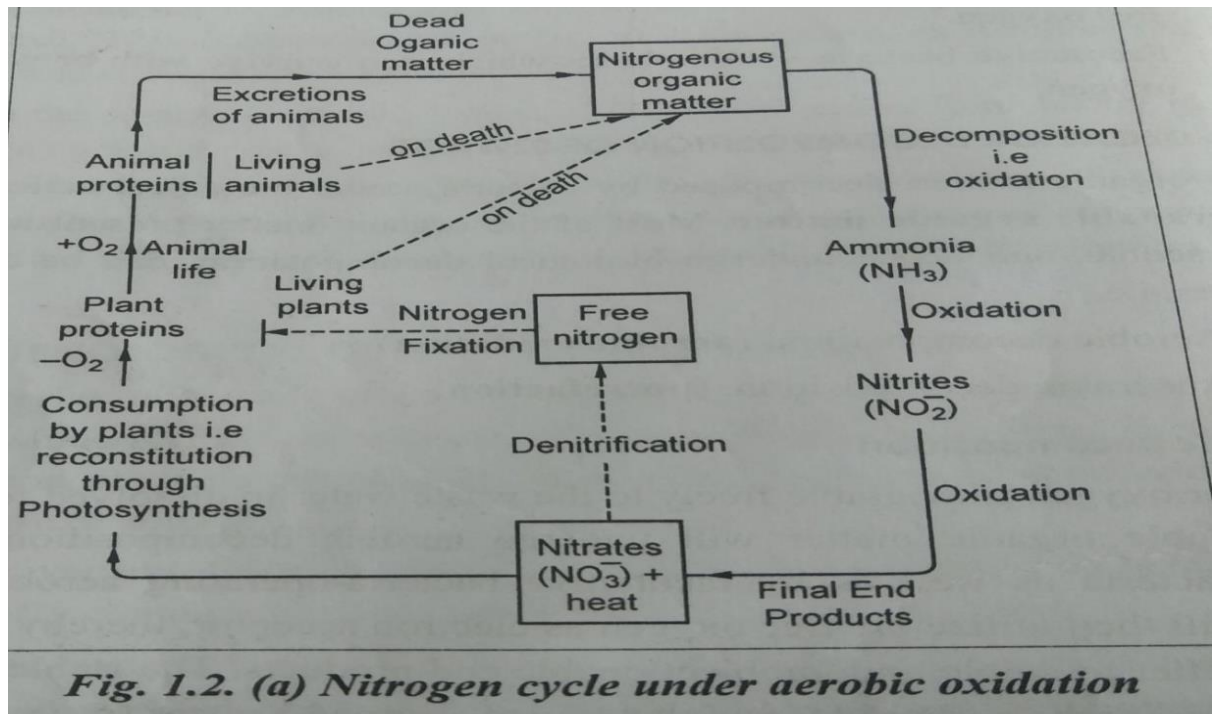 Dead
Oganic
matter
Nitrogenous
organic
matter
Excretions
of animals
on death
Decomposition
i.e
oxidation
Animal
proteins
Living
animals
on death
+O₂
Animal
life
Ammonia
(NH₃)
Living
plants
Plant
proteins
Nitrogen
Fixation
Free
nitrogen
Oxidation
—O₂
Nitrites
(NO₂⁻)
Consumption
by plants i.e
reconstitution
through
Photosynthesis
Denitrification
Oxidation
Nitrates
(NO₃⁻) +
heat
Final End
Products
Fig. 1.2. (a) Nitrogen cycle under aerobic oxidation